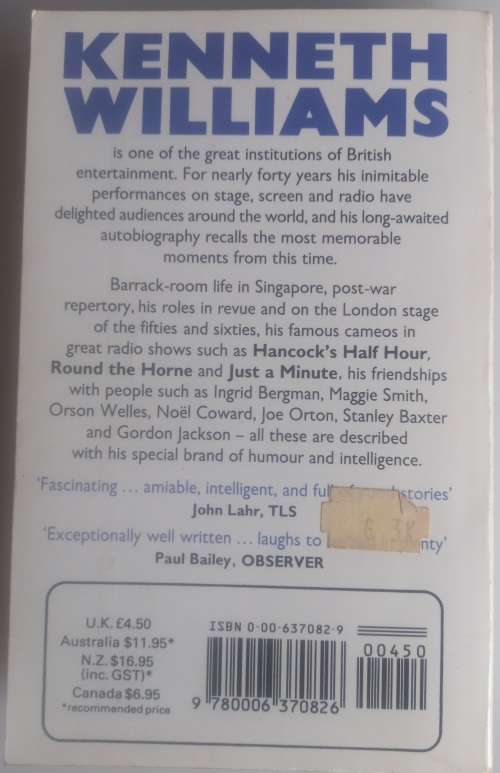 KENNETH
WILLIAMS
is one of the great institutions of British
entertainment. For nearly forty years his inimitable
performances on stage, screen and radio have
delighted audiences around the world, and his long-awaited
autobiography recalls the most memorable
moments from this time.
Barrack-room life in Singapore, post-war
repertory, his roles in revue and on the London stage
of the fifties and sixties, his famous cameos in
great radio shows such as Hancock's Half Hour,
Round the Horne and Just a Minute, his friendships
with people such as Ingrid Bergman, Maggie Smith,
Orson Welles, Noël Coward, Joe Orton, Stanley Baxter
and Gordon Jackson – all these are described
with his special brand of humour and intelligence.
'Fascinating ... amiable, intelligent, and full stories'
John Lahr, TLS
'Exceptionally well written ... laughs to
Paul Bailey, OBSERVER
U.K. £4.50
Australia $11.95*
N.Z. $16.95
(inc. GST)*
Canada $6.95
*recommended price
ISBN 0-00-637082-9
00450
9 780006 370826